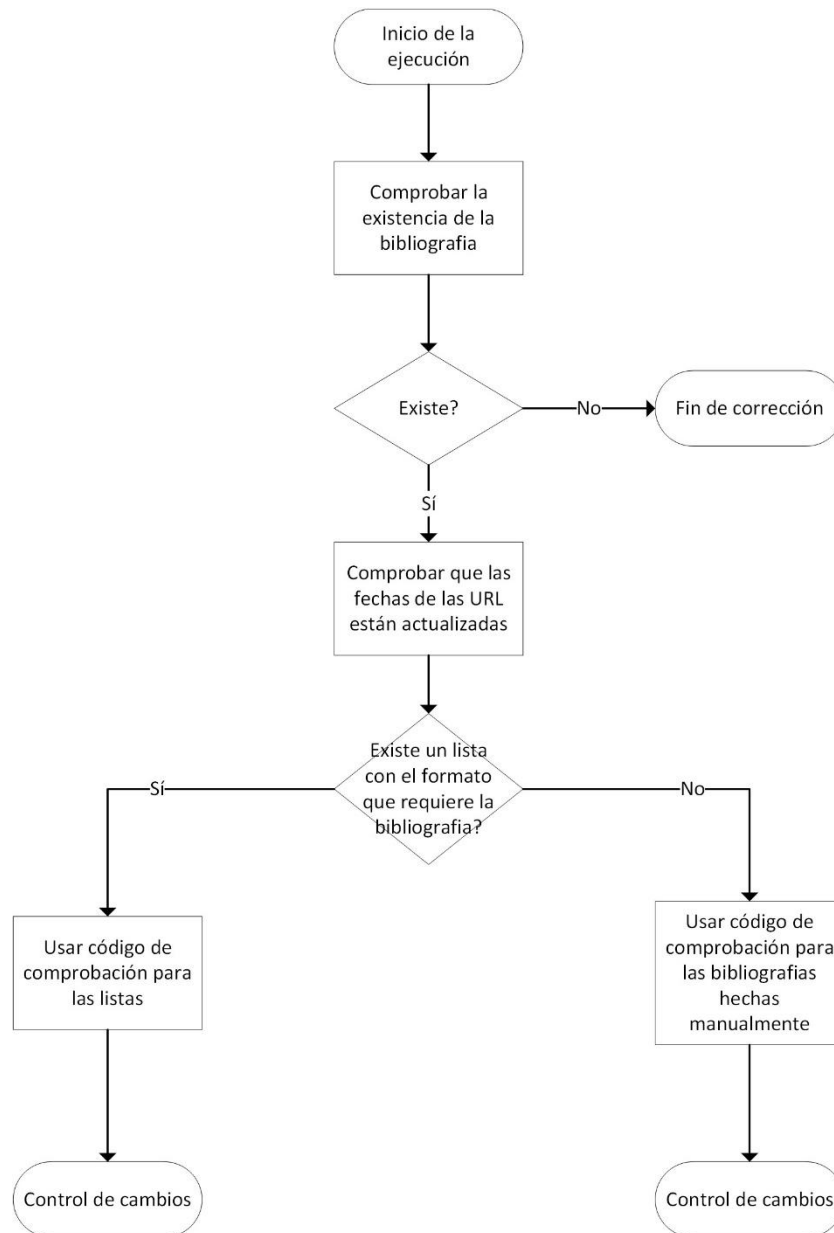 Inicio de la
ejecución
Comprobar la
existencia de la
bibliografia
Existe?
No
Fin de corrección
Sí
Comprobar que las
fechas de las URL
están actualizadas
Existe un lista
con el formato
que requiere la
bibliografia?
Sí
No
Usar código de
comprobación para
las listas
Usar código de
comprobación para
las bibliografias
hechas
manualmente
Control de cambios
Control de cambios